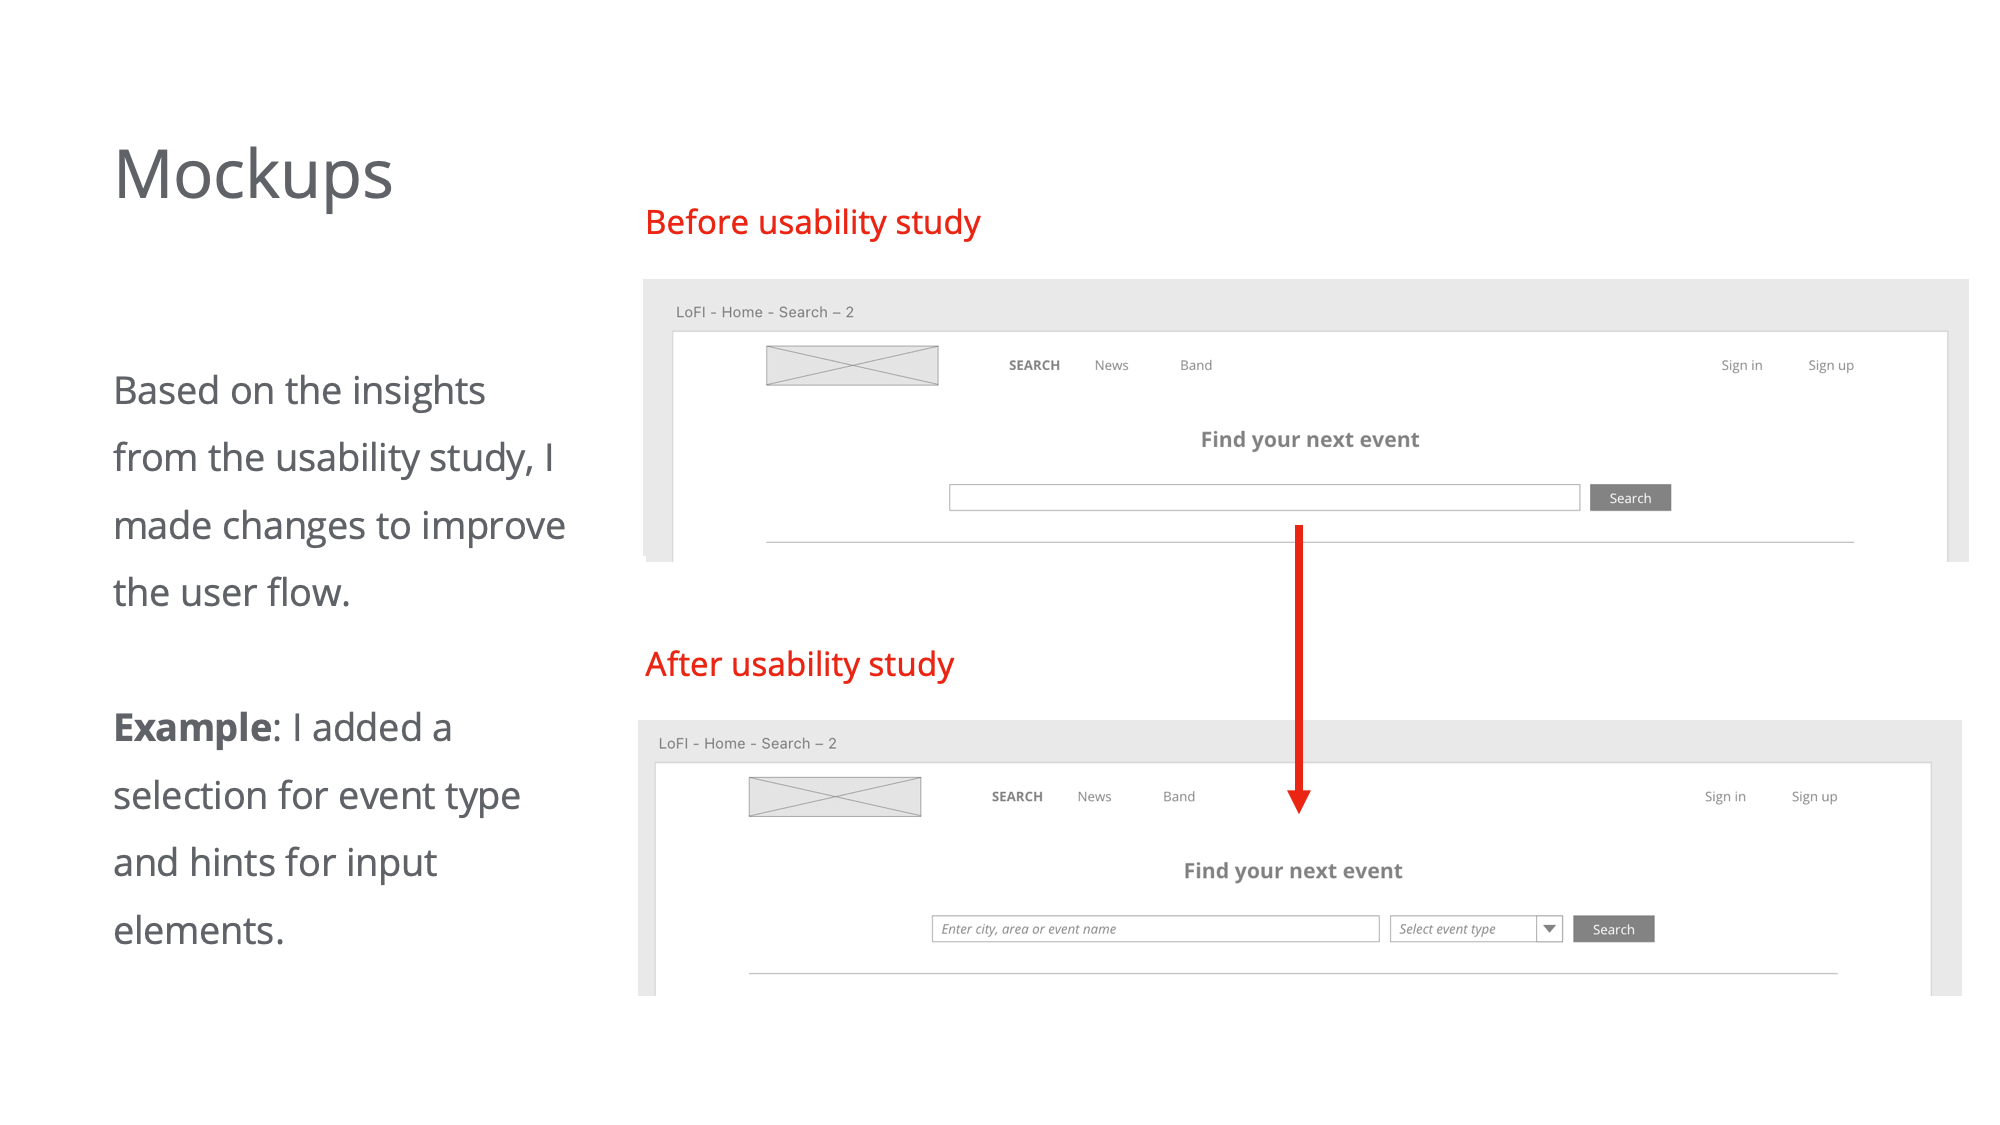 Mockups
Based on the insights
from the usability study, I
made changes to improve
the user flow.
Example: I added a
selection for event type
and hints for input
elements.
Before usability study
LoFI - Home - Search – 2
SEARCH News Band Sign in Sign up
Find your next event
Search
After usability study
LoFI - Home - Search – 2
SEARCH News Band Sign in Sign up
Find your next event
Enter city, area or event name Select event type Search